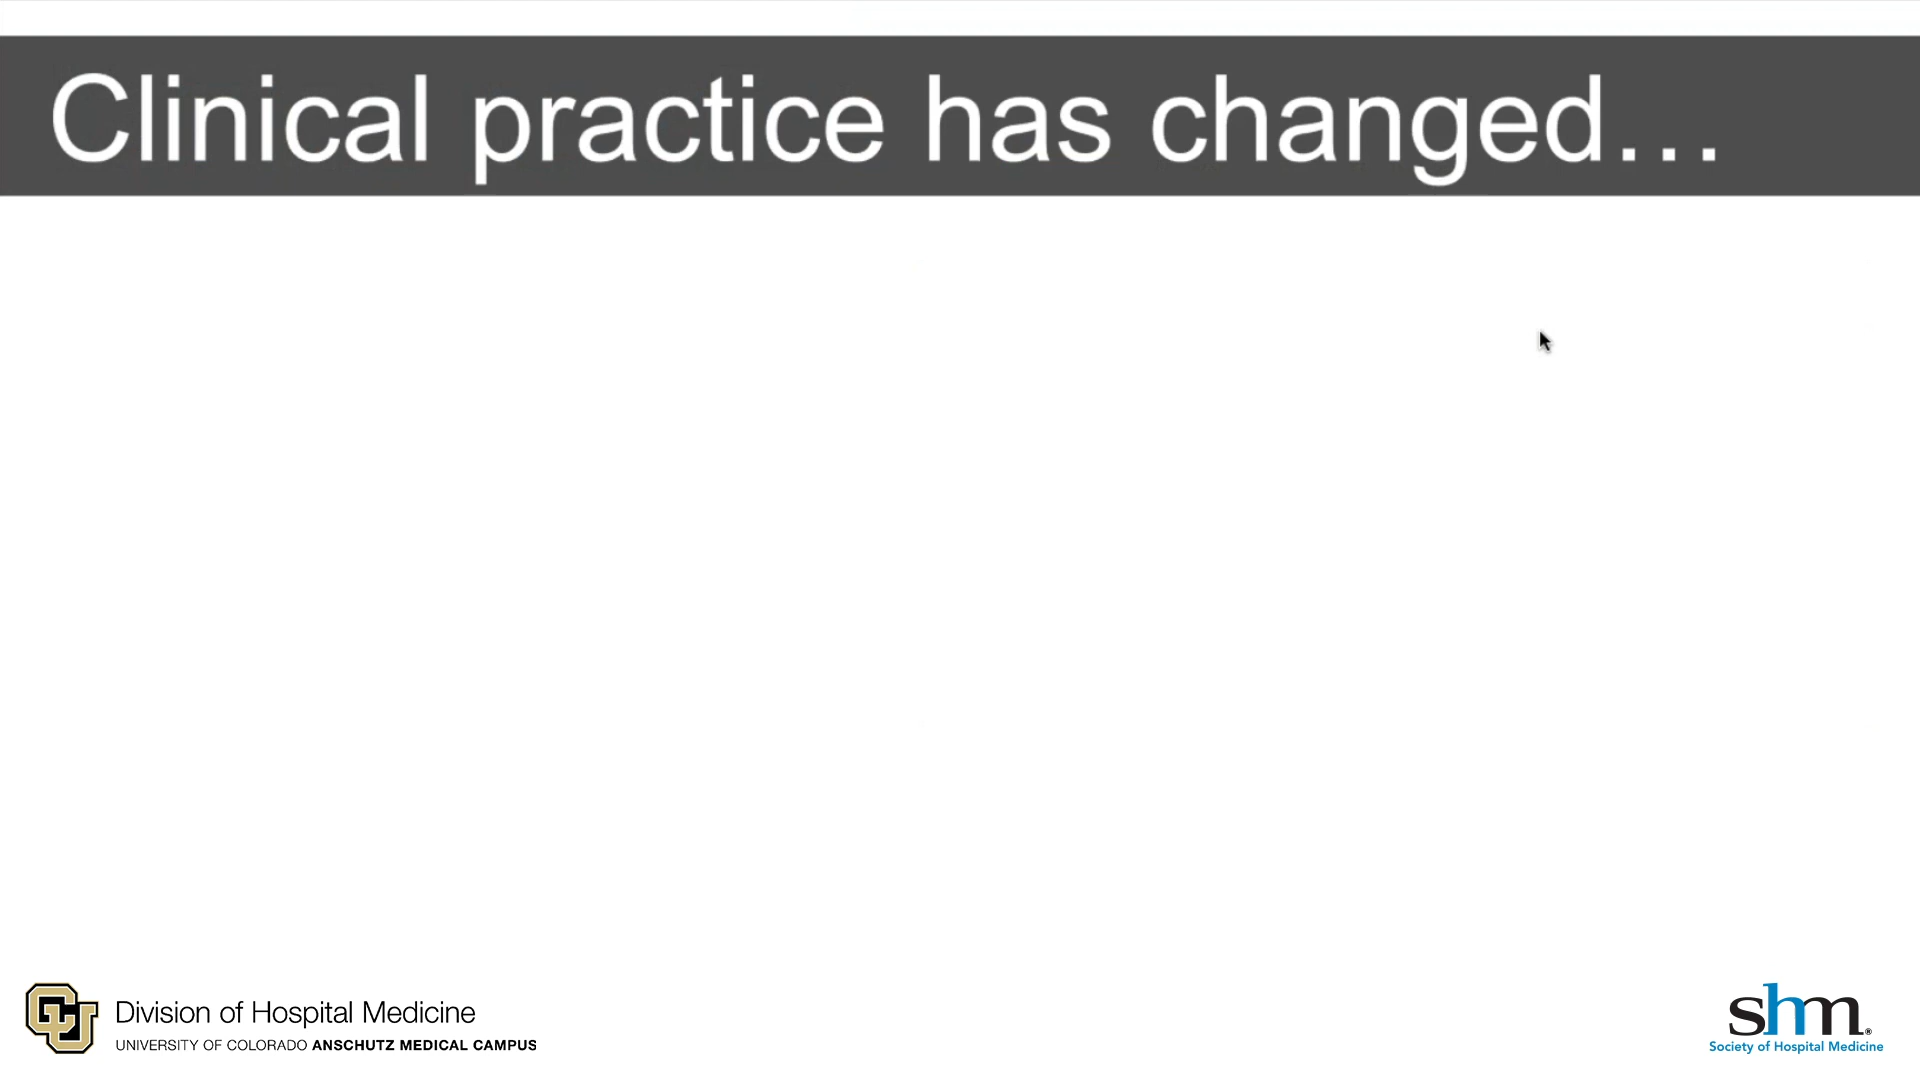 Clinical practice has changed...
Division of Hospital Medicine
UNIVERSITY OF COLORADO ANSCHUTZ MEDICAL CAMPUS
CU
shm®
Society of Hospital Medicine